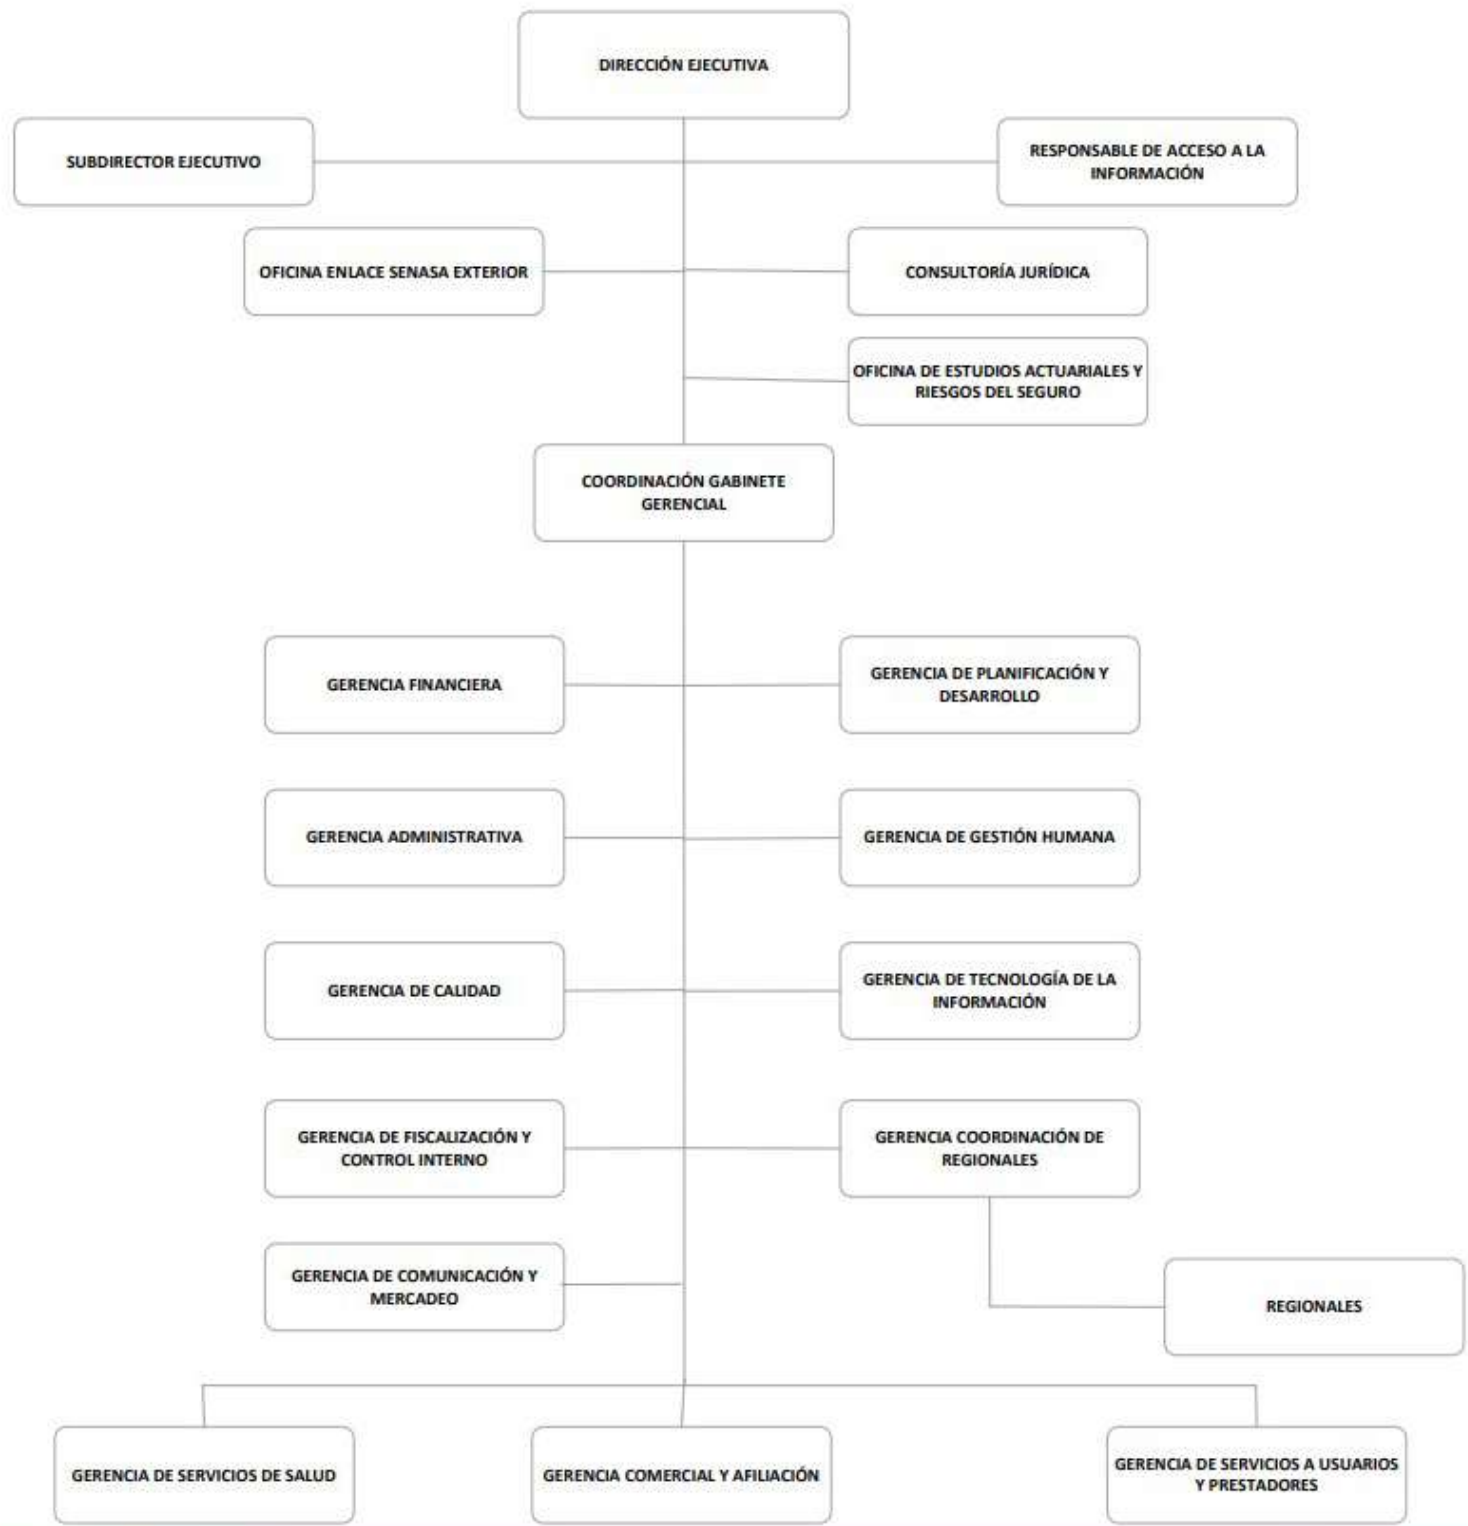 DIRECCIÓN EJECUTIVA
SUBDIRECTOR EJECUTIVO
RESPONSABLE DE ACCESO A LA
INFORMACIÓN
OFICINA ENLACE SENASA EXTERIOR
CONSULTORÍA JURÍDICA
OFICINA DE ESTUDIOS ACTUARIALES Y
RIESGOS DEL SEGURO
COORDINACIÓN GABINETE
GERENCIAL
GERENCIA FINANCIERA
GERENCIA DE PLANIFICACIÓN Y
DESARROLLO
GERENCIA ADMINISTRATIVA
GERENCIA DE GESTIÓN HUMANA
GERENCIA DE CALIDAD
GERENCIA DE TECNOLOGÍA DE LA
INFORMACIÓN
GERENCIA DE FISCALIZACIÓN Y
CONTROL INTERNO
GERENCIA COORDINACIÓN DE
REGIONALES
GERENCIA DE COMUNICACIÓN Y
MERCADEO
REGIONALES
GERENCIA DE SERVICIOS DE SALUD
GERENCIA COMERCIAL Y AFILIACIÓN
GERENCIA DE SERVICIOS A USUARIOS
Y PRESTADORES